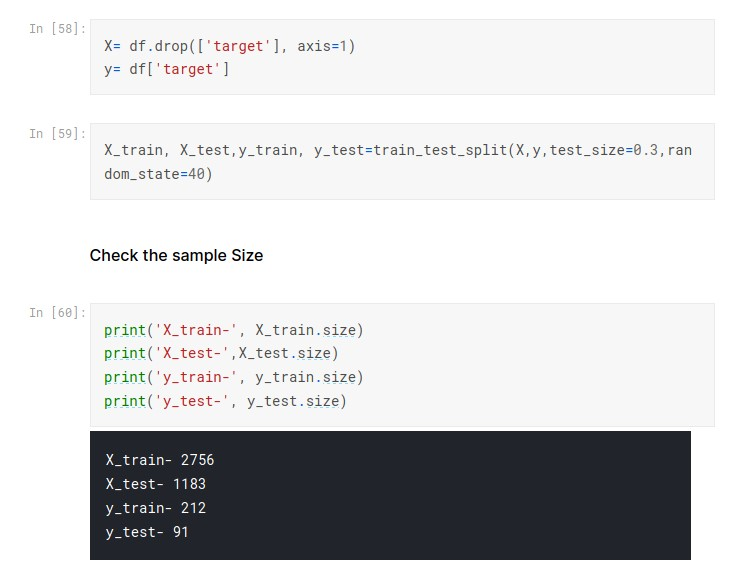 In [58]:
X= df.drop(['target'], axis=1)
y= df['target']
In [59]:
X_train, X_test,y_train, y_test=train_test_split(X,y,test_size=0.3,ran
dom_state=40)
Check the sample Size
In [60]:
print('X_train-', X_train.size)
print('X_test-',X_test.size)
print('y_train-', y_train.size)
print('y_test-', y_test.size)
X_train- 2756
X_test- 1183
y_train- 212
y_test- 91